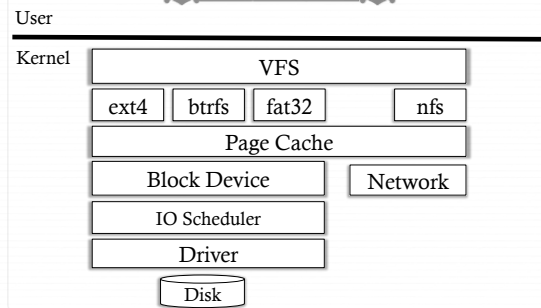 User
Kernel
VFS
ext4 btrfs fat32 nfs
Page Cache
Block Device Network
IO Scheduler
Driver
Disk